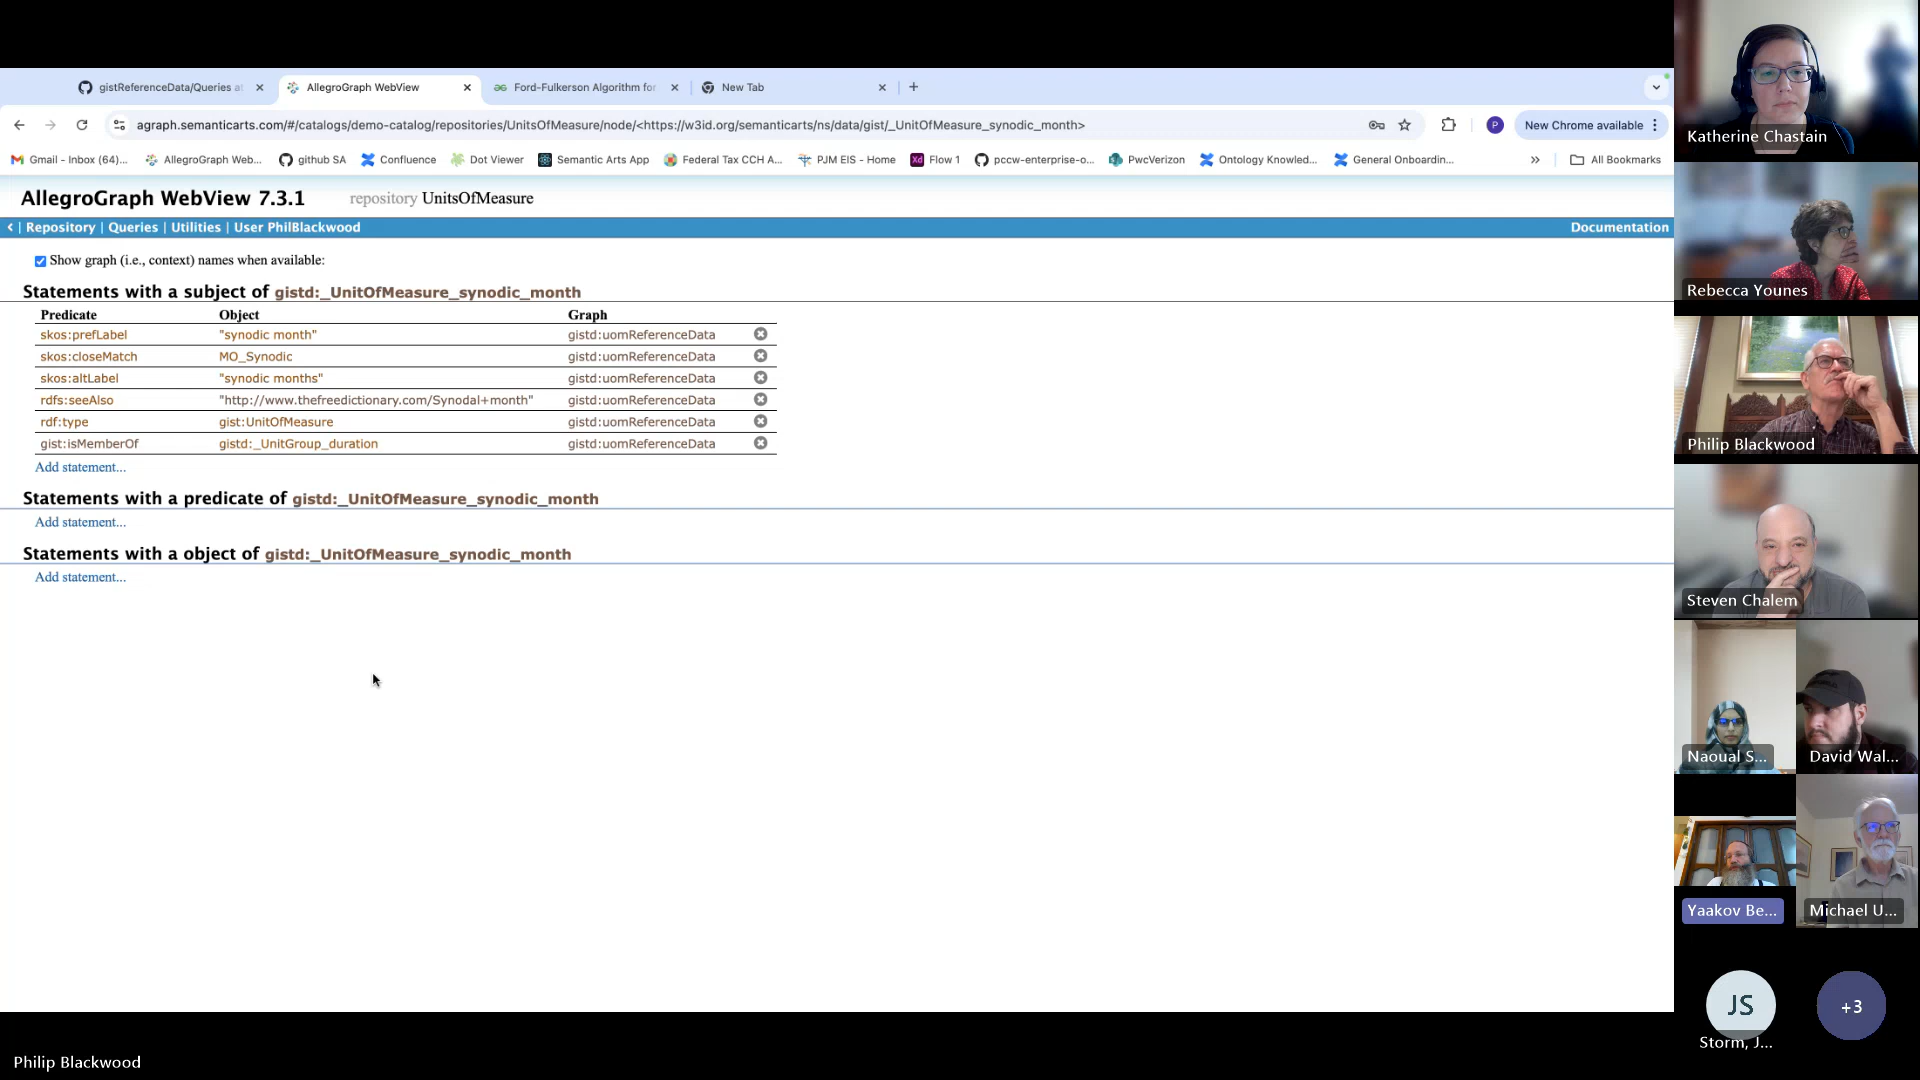 gistReferenceData/Queries at
AllegroGraph WebView
Ford-Fulkerson Algorithm for
New Tab
agraph.semanticarts.com/#/catalogs/demo-catalog/repositories/UnitsOfMeasure/node/<https://w3id.org/semanticarts/ns/data/gist/_UnitOfMeasure_synodic_month>
New Chrome available
Gmail - Inbox (64)...
AllegroGraph Web...
github SA
Confluence
Dot Viewer
Semantic Arts App
Federal Tax CCH A...
PJM EIS - Home
Flow 1
pccw-enterprise-o...
PwcVerizon
Ontology Knowled...
General Onboardin...
All Bookmarks
AllegroGraph WebView 7.3.1 repository UnitsOfMeasure
< | Repository | Queries | Utilities | User PhilBlackwood Documentation
Show graph (i.e., context) names when available:
Statements with a subject of gistd:_UnitOfMeasure_synodic_month
Predicate Object Graph
skos:prefLabel "synodic month" gistd:uomReferenceData
skos:closeMatch MO_Synodic gistd:uomReferenceData
skos:altLabel "synodic months" gistd:uomReferenceData
rdfs:seeAlso "http://www.thefreedictionary.com/Synodal+month" gistd:uomReferenceData
rdf:type gist:UnitOfMeasure gistd:uomReferenceData
gist:isMemberOf gistd:_UnitGroup_duration gistd:uomReferenceData
Add statement...
Statements with a predicate of gistd:_UnitOfMeasure_synodic_month
Add statement...
Statements with a object of gistd:_UnitOfMeasure_synodic_month
Add statement...
Philip Blackwood
Katherine Chastain
Rebecca Younes
Philip Blackwood
Steven Chalem
Naoual S...
David Wal...
Yaakov Be...
Michael U...
JS
+3
Storm, J...